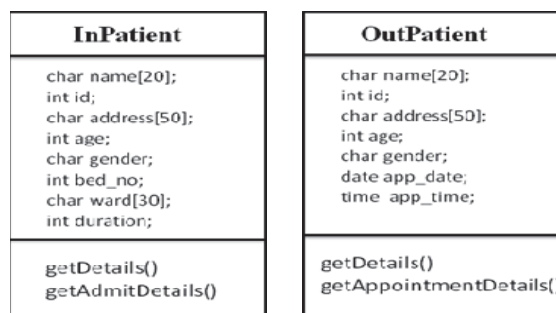 InPatient
char name[20];
int id;
char address[50];
int age;
char gender;
int bed_no;
char ward[30];
int duration;
getDetails()
getAdmitDetails()
OutPatient
char name[20];
int id;
char address[50]:
int age;
char gender;
date app_date;
time app_time;
getDetails()
getAppointmentDetails()